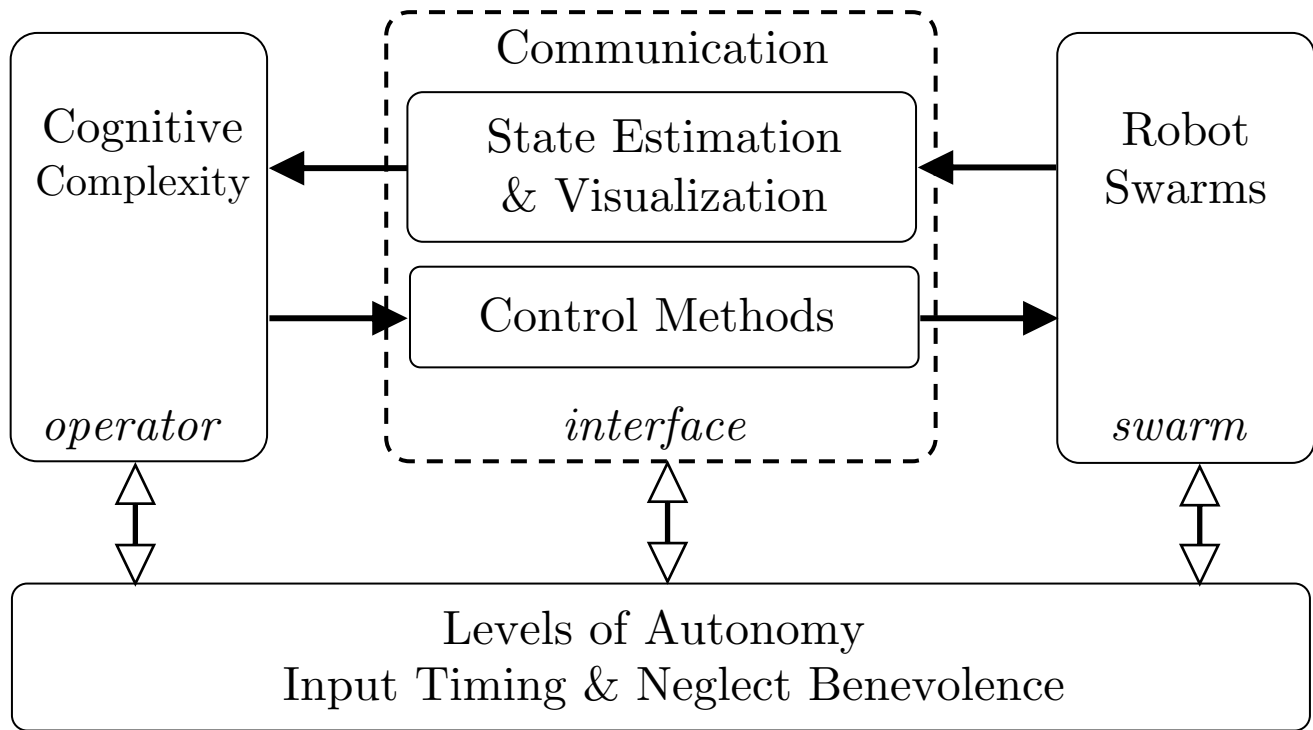 Cognitive
Complexity
operator
Communication
State Estimation
& Visualization
Control Methods
interface
Robot
Swarms
swarm
Levels of Autonomy
Input Timing & Neglect Benevolence